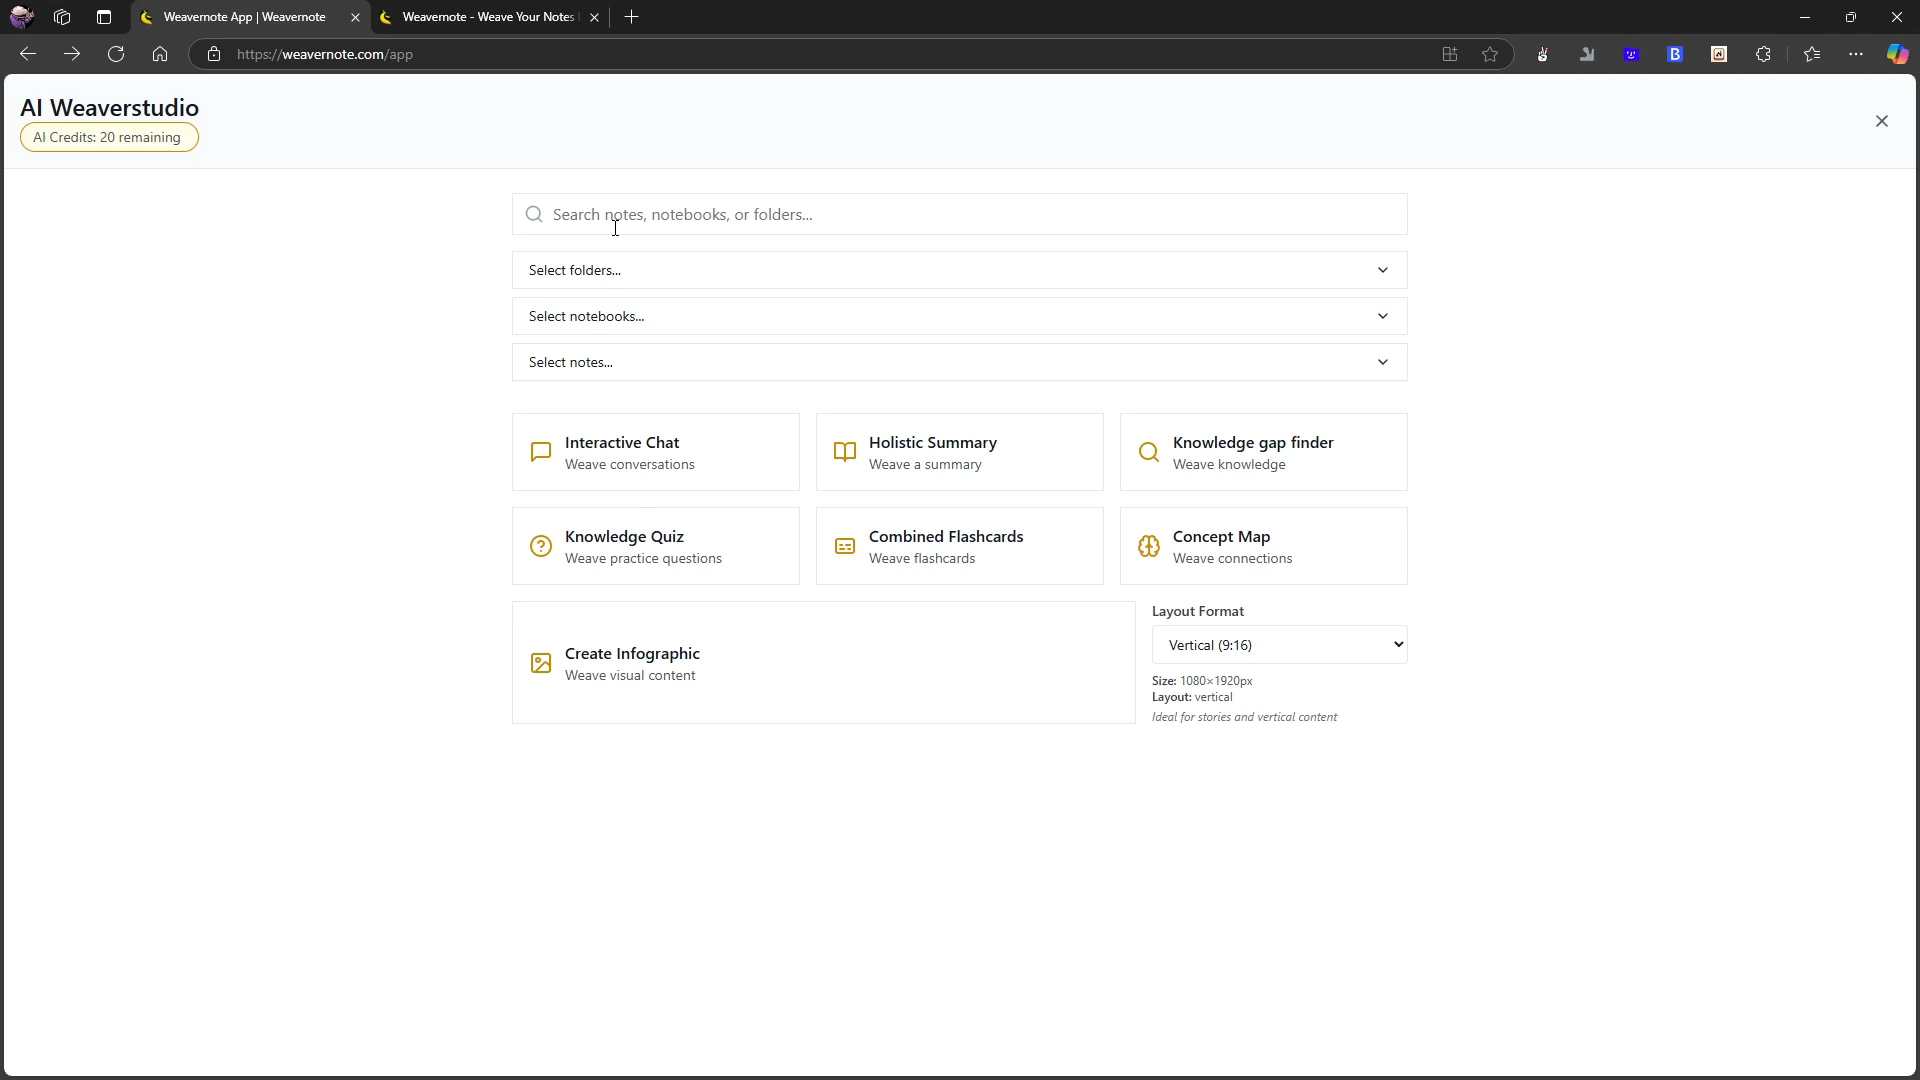 Weavernote App | Weavernote
Weavernote - Weave Your Notes
https://weavernote.com/app
AI Weaverstudio
AI Credits: 20 remaining
Search notes, notebooks, or folders...
Select folders...
Select notebooks...
Select notes...
Interactive Chat
Weave conversations
Holistic Summary
Weave a summary
Knowledge gap finder
Weave knowledge
Knowledge Quiz
Weave practice questions
Combined Flashcards
Weave flashcards
Concept Map
Weave connections
Create Infographic
Weave visual content
Layout Format
Vertical (9:16)
Size: 1080×1920px
Layout: vertical
Ideal for stories and vertical content